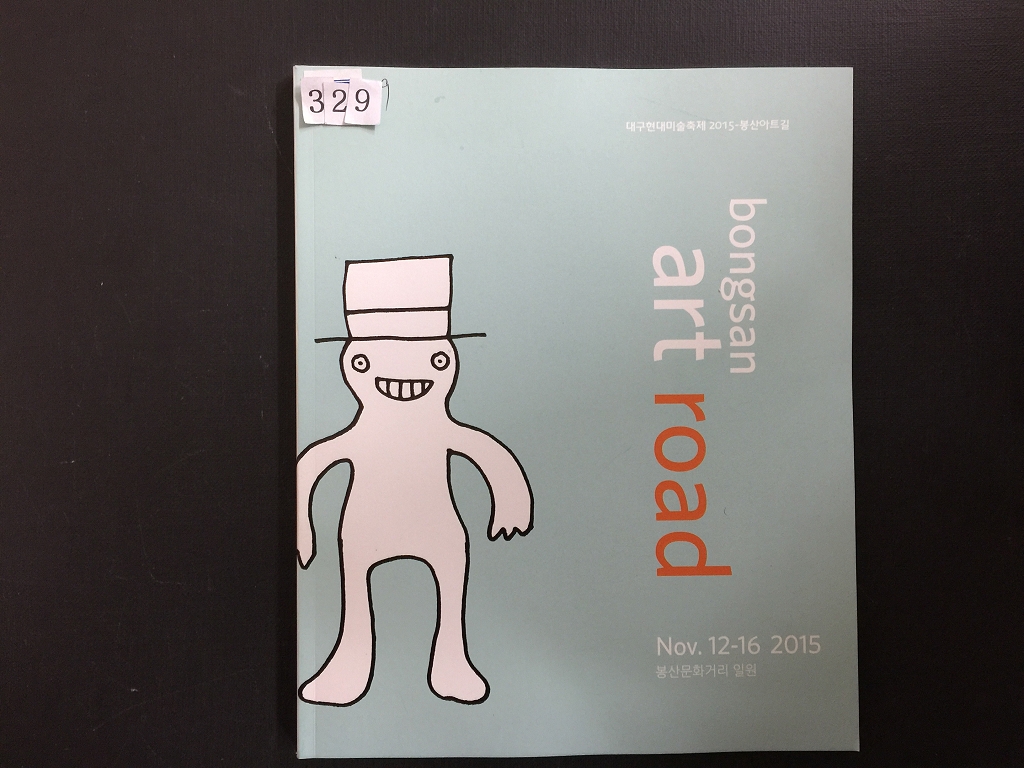 329
대구현대미술축제 2015-봉산아트길
bongsan
art road
Nov. 12-16 2015
봉산문화거리 일원